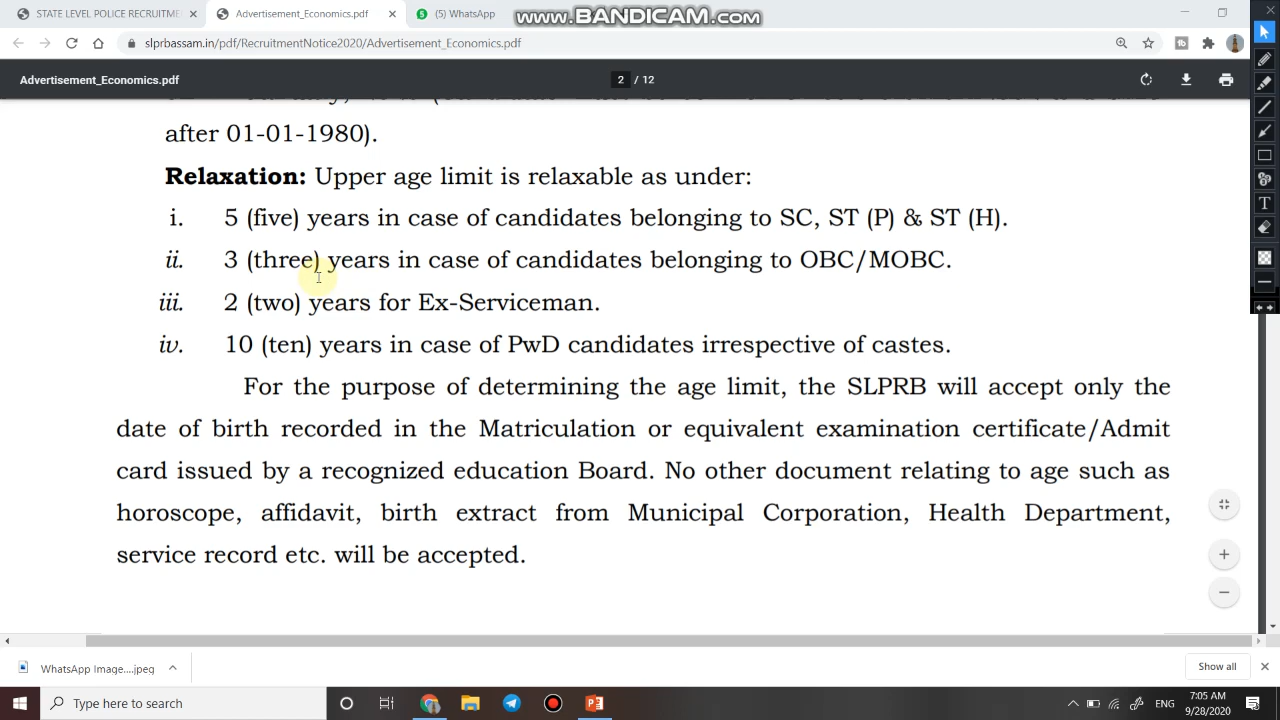 STATE LEVEL POLICE RECRUITME
Advertisement_Economics.pdf
(5) WhatsApp
www.BANDICAM.com
slprbassam.in/pdf/RecruitmentNotice2020/Advertisement_Economics.pdf
Advertisement_Economics.pdf
2 / 12
after 01-01-1980).
Relaxation: Upper age limit is relaxable as under:
i. 5 (five) years in case of candidates belonging to SC, ST (P) & ST (H).
ii. 3 (three) years in case of candidates belonging to OBC/MOBC.
iii. 2 (two) years for Ex-Serviceman.
iv. 10 (ten) years in case of PwD candidates irrespective of castes.
For the purpose of determining the age limit, the SLPRB will accept only the
date of birth recorded in the Matriculation or equivalent examination certificate/Admit
card issued by a recognized education Board. No other document relating to age such as
horoscope, affidavit, birth extract from Municipal Corporation, Health Department,
service record etc. will be accepted.
WhatsApp Image....jpeg
Show all
Type here to search
ENG
7:05 AM
9/28/2020